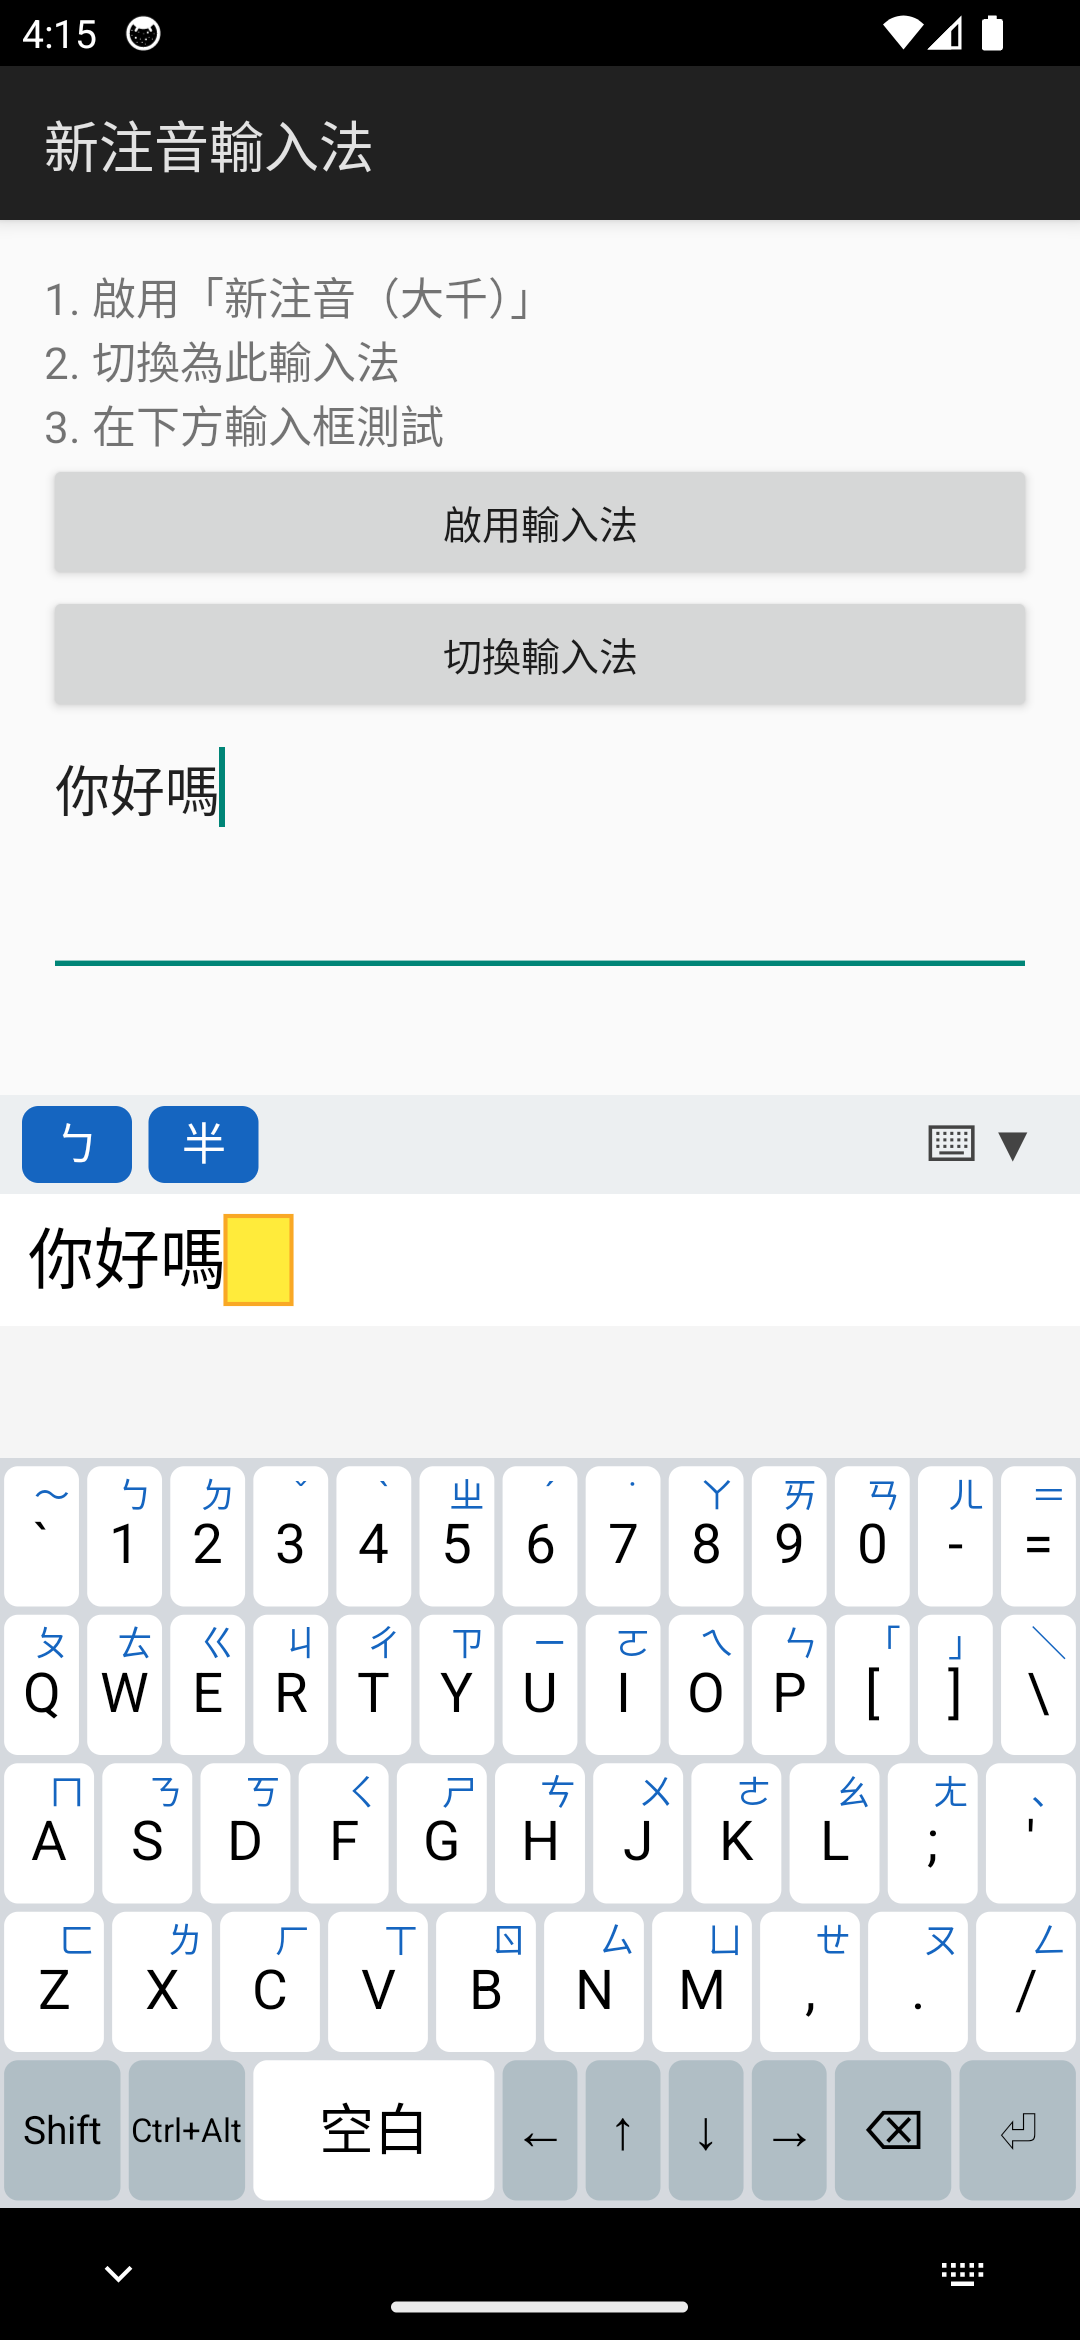 4:15
新注音輸入法
1. 啟用「新注音（大千）」
2. 切換為此輸入法
3. 在下方輸入框測試
啟用輸入法
切換輸入法
你好嗎
ㄅ 半 ▼
你好嗎
～ ㄅ ㄉ ˇ ˋ ㄓ ˊ ˙ ㄚ ㄞ ㄢ ㄦ ＝
` 1 2 3 4 5 6 7 8 9 0 - =
ㄆ ㄊ ㄍ ㄐ ㄔ ㄗ ㄧ ㄛ ㄟ ㄣ 「 」 ＼
Q W E R T Y U I O P [ ] \
ㄇ ㄋ ㄎ ㄑ ㄕ ㄘ ㄨ ㄜ ㄠ ㄤ 、
A S D F G H J K L ; '
ㄈ ㄌ ㄏ ㄒ ㄖ ㄙ ㄩ ㄝ ㄡ ㄥ
Z X C V B N M , . /
Shift Ctrl+Alt 空白 ← ↑ ↓ → ⌫ ⏎